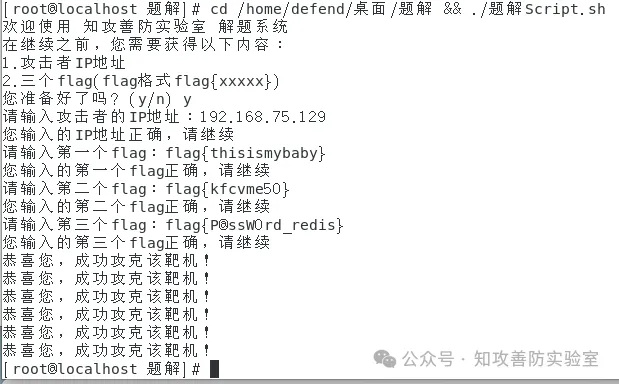 [root@localhost 题解]# cd /home/defend/桌面/题解 && ./题解Script.sh
欢迎使用 知攻善防实验室 解题系统
在继续之前，您需要获得以下内容：
1.攻击者IP地址
2.三个flag(flag格式flag{xxxxx})
您准备好了吗？(y/n) y
请输入攻击者的IP地址：192.168.75.129
您输入的IP地址正确，请继续
请输入第一个flag：flag{thisismybaby}
您输入的第一个flag正确，请继续
请输入第二个flag：flag{kfcvme50}
您输入的第二个flag正确，请继续
请输入第三个flag：flag{P@ssW0rd_redis}
您输入的第三个flag正确，请继续
恭喜您，成功攻克该靶机！
恭喜您，成功攻克该靶机！
恭喜您，成功攻克该靶机！
恭喜您，成功攻克该靶机！
恭喜您，成功攻克该靶机！
恭喜您，成功攻克该靶机！
[root@localhost 题解]#
公众号 · 知攻善防实验室